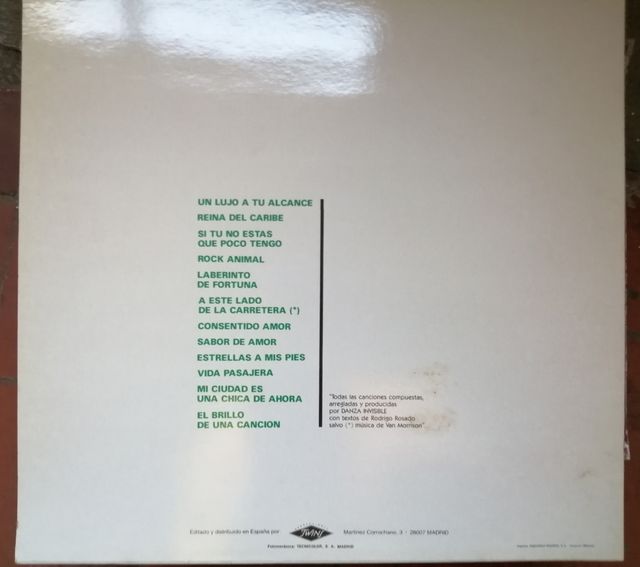 UN LUJO A TU ALCANCE
REINA DEL CARIBE
SI TU NO ESTAS
QUE POCO TENGO
ROCK ANIMAL
LABERINTO
DE FORTUNA
A ESTE LADO
DE LA CARRETERA (*)
CONSENTIDO AMOR
SABOR DE AMOR
ESTRELLAS A MIS PIES
VIDA PASAJERA
MI CIUDAD ES
UNA CHICA DE AHORA
EL BRILLO
DE UNA CANCION
"Todas las canciones compuestas,
arregladas y producidas
por DANZA INVISIBLE
con textos de Rodrigo Rosado
salvo (*) música de Van Morrison"
Editado y distribuido en España por TWINS Martínez Corrochano, 3 - 28007 MADRID
Fotomecánica: TECNICOLOR, S. A. MADRID